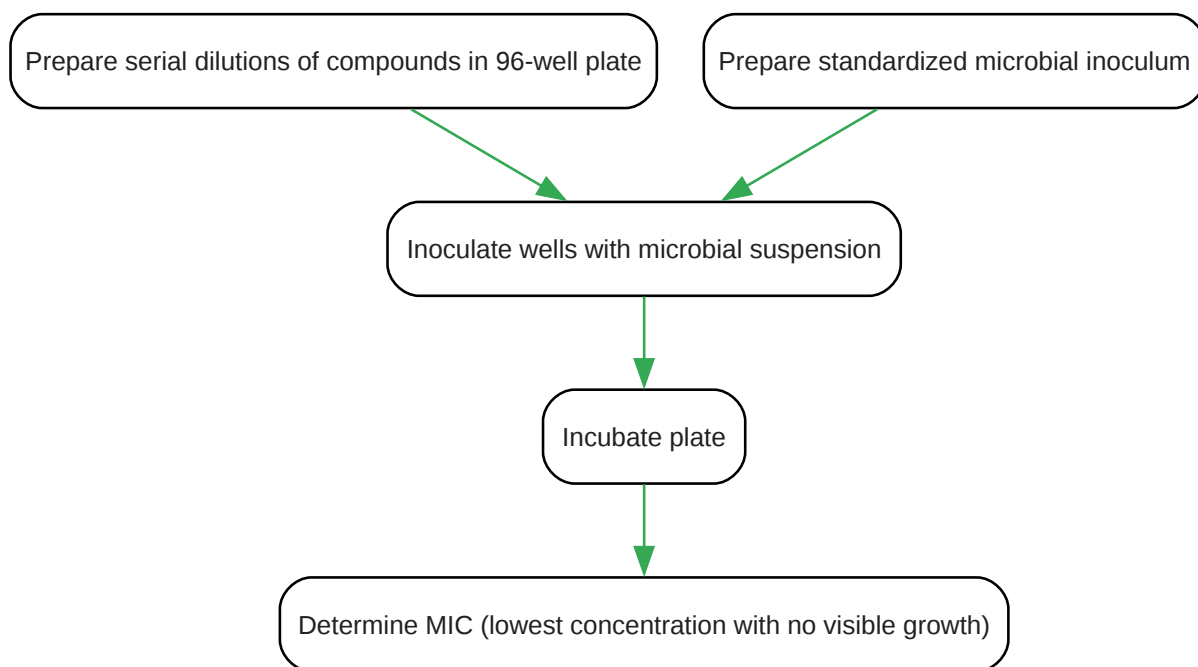 Prepare serial dilutions of compounds in 96-well plate
Prepare standardized microbial inoculum
Inoculate wells with microbial suspension
Incubate plate
Determine MIC (lowest concentration with no visible growth)